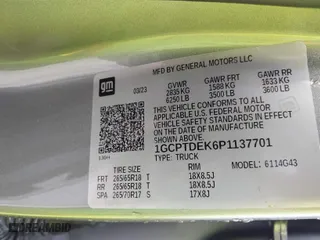 MFD BY GENERAL MOTORS LLC
gm
03/23
GVWR GAWR FRT GAWR RR
2835 KG 1588 KG 1633 KG
6250 LB 3500 LB 3600 LB
THIS VEHICLE CONFORMS TO ALL
APPLICABLE U.S. FEDERAL MOTOR
VEHICLE SAFETY STANDARDS IN
EFFECT ON THE DATE OF MANUFACTURE
SHOWN ABOVE.
1GCPTDEK6P1137701
TYPE: TRUCK
MODEL: 6114G43
TIRE SIZE RIM
FRT 265/65R18 T 18X8.5J
RR 265/65R18 T 18X8.5J
SPA 265/70R17 S 17X8J
CREAMBID